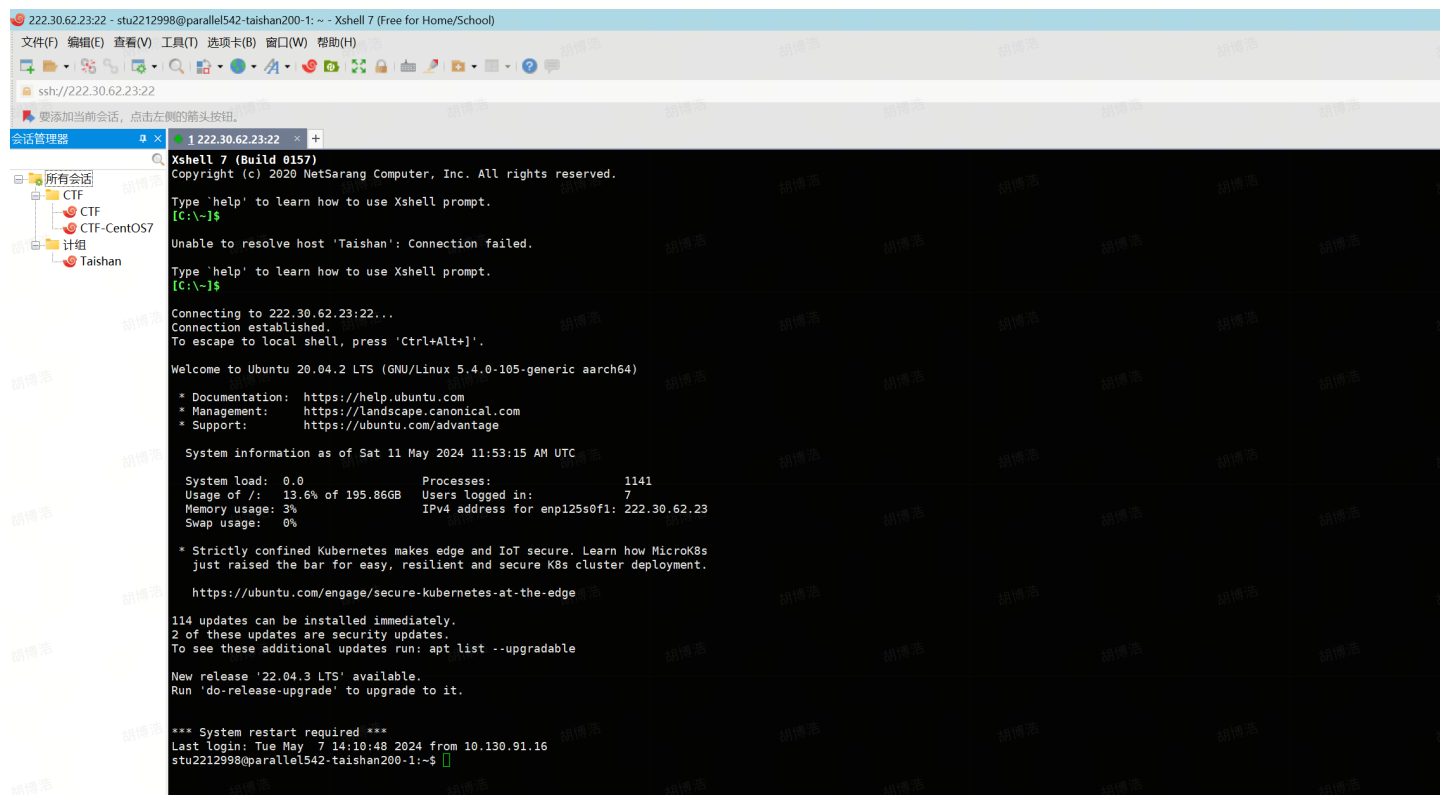 222.30.62.23:22 - stu2212998@parallel542-taishan200-1: ~ - Xshell 7 (Free for Home/School)
文件(F) 编辑(E) 查看(V) 工具(T) 选项卡(B) 窗口(W) 帮助(H)
ssh://222.30.62.23:22
要添加当前会话，点击左侧的箭头按钮。
会话管理器
1 222.30.62.23:22
所有会话
CTF
CTF
CTF-CentOS7
计组
Taishan
Xshell 7 (Build 0157)
Copyright (c) 2020 NetSarang Computer, Inc. All rights reserved.
Type `help' to learn how to use Xshell prompt.
[C:\~]$
Unable to resolve host 'Taishan': Connection failed.
Type `help' to learn how to use Xshell prompt.
[C:\~]$
Connecting to 222.30.62.23:22...
Connection established.
To escape to local shell, press 'Ctrl+Alt+]'.
Welcome to Ubuntu 20.04.2 LTS (GNU/Linux 5.4.0-105-generic aarch64)
* Documentation:  https://help.ubuntu.com
* Management:     https://landscape.canonical.com
* Support:        https://ubuntu.com/advantage
System information as of Sat 11 May 2024 11:53:15 AM UTC
System load:  0.0                 Processes:                   1141
Usage of /:   13.6% of 195.86GB   Users logged in:             7
Memory usage: 3%                  IPv4 address for enp125s0f1: 222.30.62.23
Swap usage:   0%
* Strictly confined Kubernetes makes edge and IoT secure. Learn how MicroK8s
just raised the bar for easy, resilient and secure K8s cluster deployment.
https://ubuntu.com/engage/secure-kubernetes-at-the-edge
114 updates can be installed immediately.
2 of these updates are security updates.
To see these additional updates run: apt list --upgradable
New release '22.04.3 LTS' available.
Run 'do-release-upgrade' to upgrade to it.
*** System restart required ***
Last login: Tue May  7 14:10:48 2024 from 10.130.91.16
stu2212998@parallel542-taishan200-1:~$
胡博浩